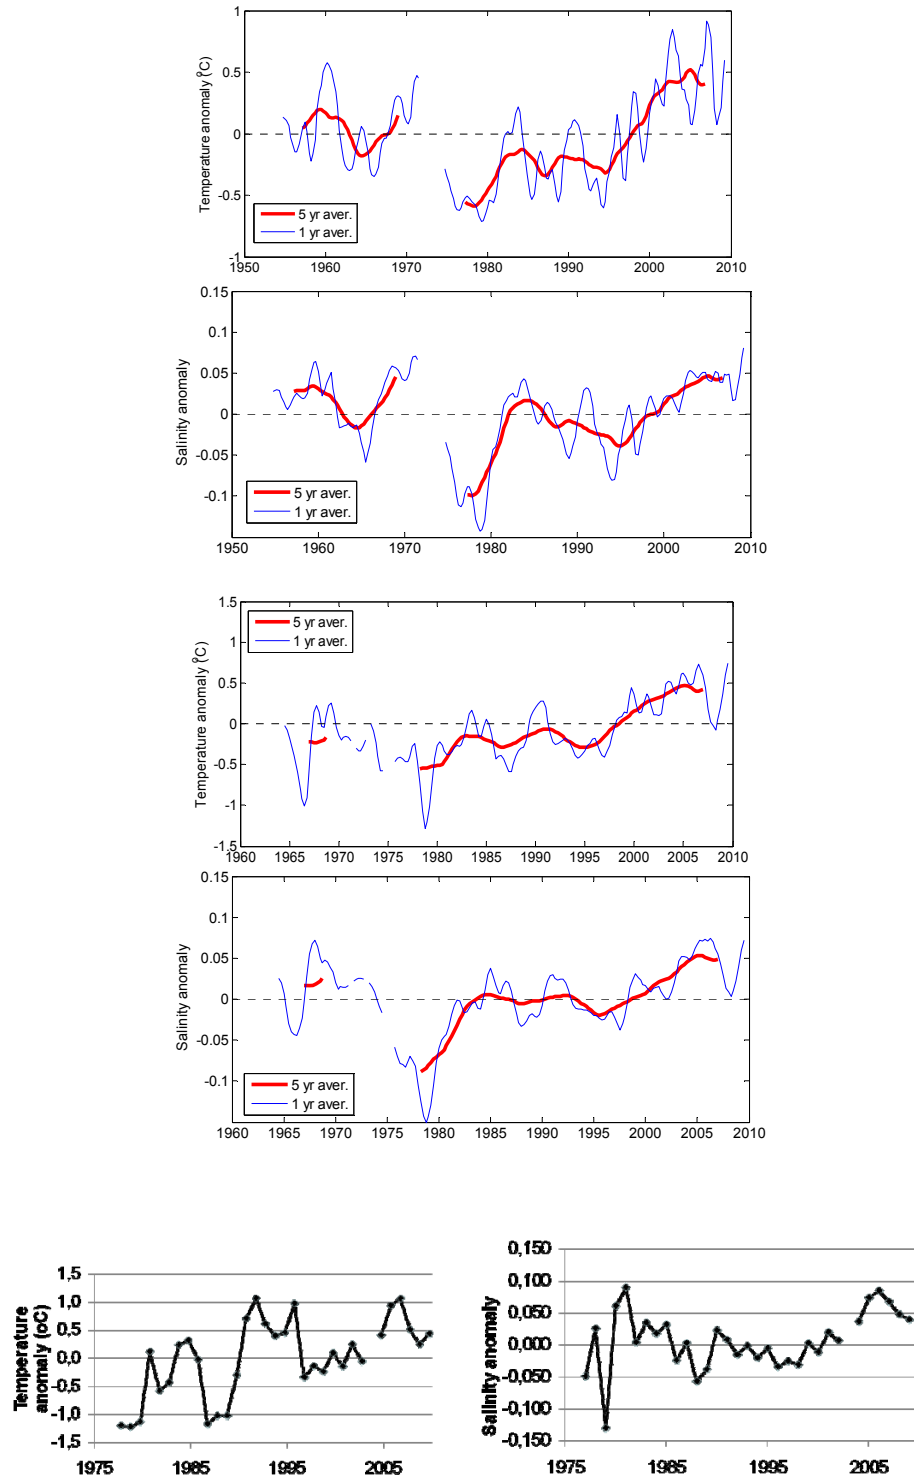 Temperature anomaly (°C)
1
0.5
0
-0.5
-1
5 yr aver.
1 yr aver.
1950 1960 1970 1980 1990 2000 2010
Salinity anomaly
0.15
0.1
0.05
0
-0.05
-0.1
5 yr aver.
1 yr aver.
1950 1960 1970 1980 1990 2000 2010
Temperature anomaly (°C)
1.5
1
0.5
0
-0.5
-1
-1.5
5 yr aver.
1 yr aver.
1960 1965 1970 1975 1980 1985 1990 1995 2000 2005 2010
Salinity anomaly
0.15
0.1
0.05
0
-0.05
-0.1
5 yr aver.
1 yr aver.
1960 1965 1970 1975 1980 1985 1990 1995 2000 2005 2010
Temperature
anomaly (oC)
1,5
1,0
0,5
0,0
-0,5
-1,0
-1,5
1975 1985 1995 2005
Salinity anomaly
0,150
0,100
0,050
0,000
-0,050
-0,100
-0,150
1975 1985 1995 2005